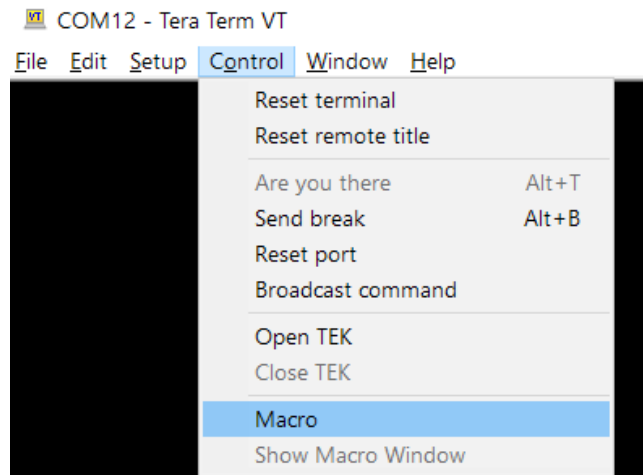 VT
COM12 - Tera Term VT
File Edit Setup Control Window Help
Reset terminal
Reset remote title
Are you there Alt+T
Send break Alt+B
Reset port
Broadcast command
Open TEK
Close TEK
Macro
Show Macro Window